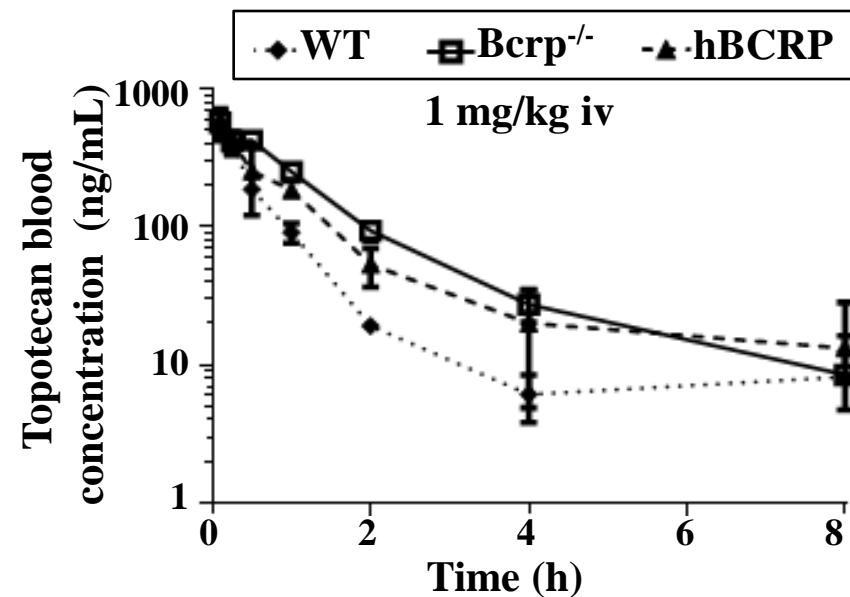 WT Bcrp-/- hBCRP
1 mg/kg iv
Topotecan blood
concentration (ng/mL)
1000
100
10
1
0 2 4 6 8
Time (h)